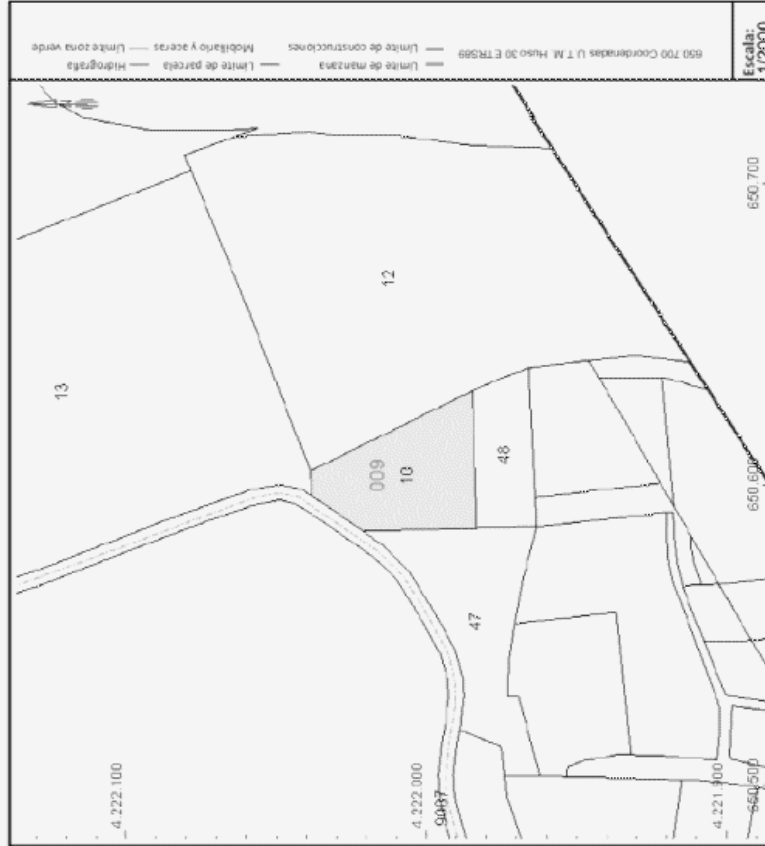 Límite de manzana
Límite de construcciones
Límite de parcela
Mobiliario y aceras
Hidrografía
Límite zona verde
650.700 Coordenadas U.T.M. Huso 30 ETRS89
Escala:
1/2000
13
12
009
10
48
47
9087
4.222.100
4.222.000
4.221.900
650.500
650.600
650.700